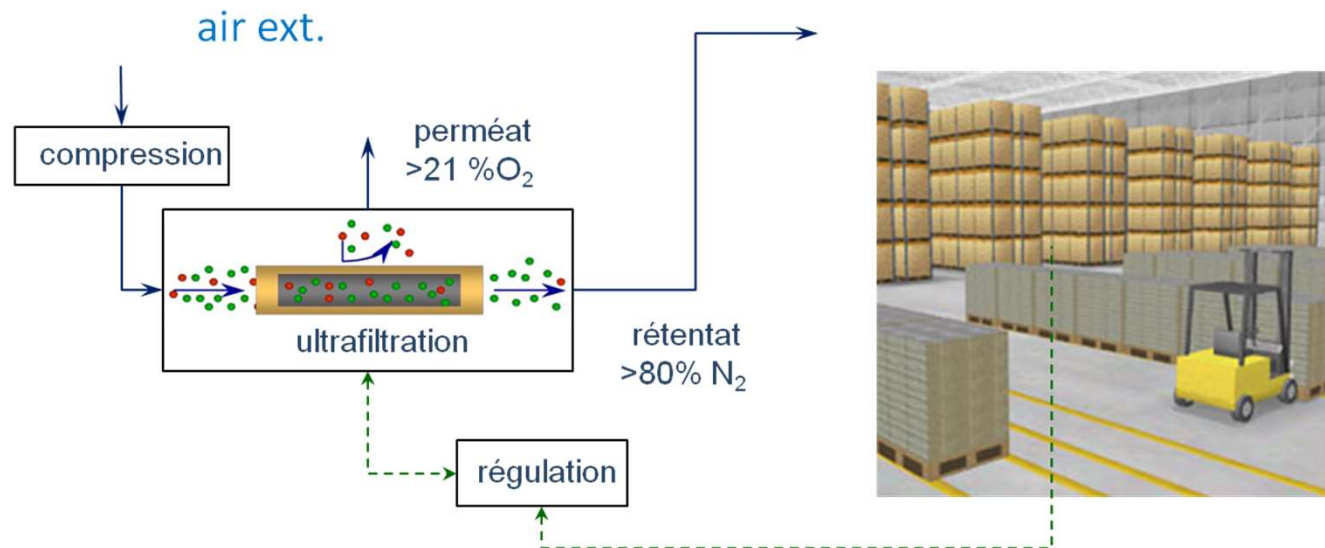 air ext.
compression
perméat
>21 %O₂
ultrafiltration
rétentat
>80% N₂
régulation